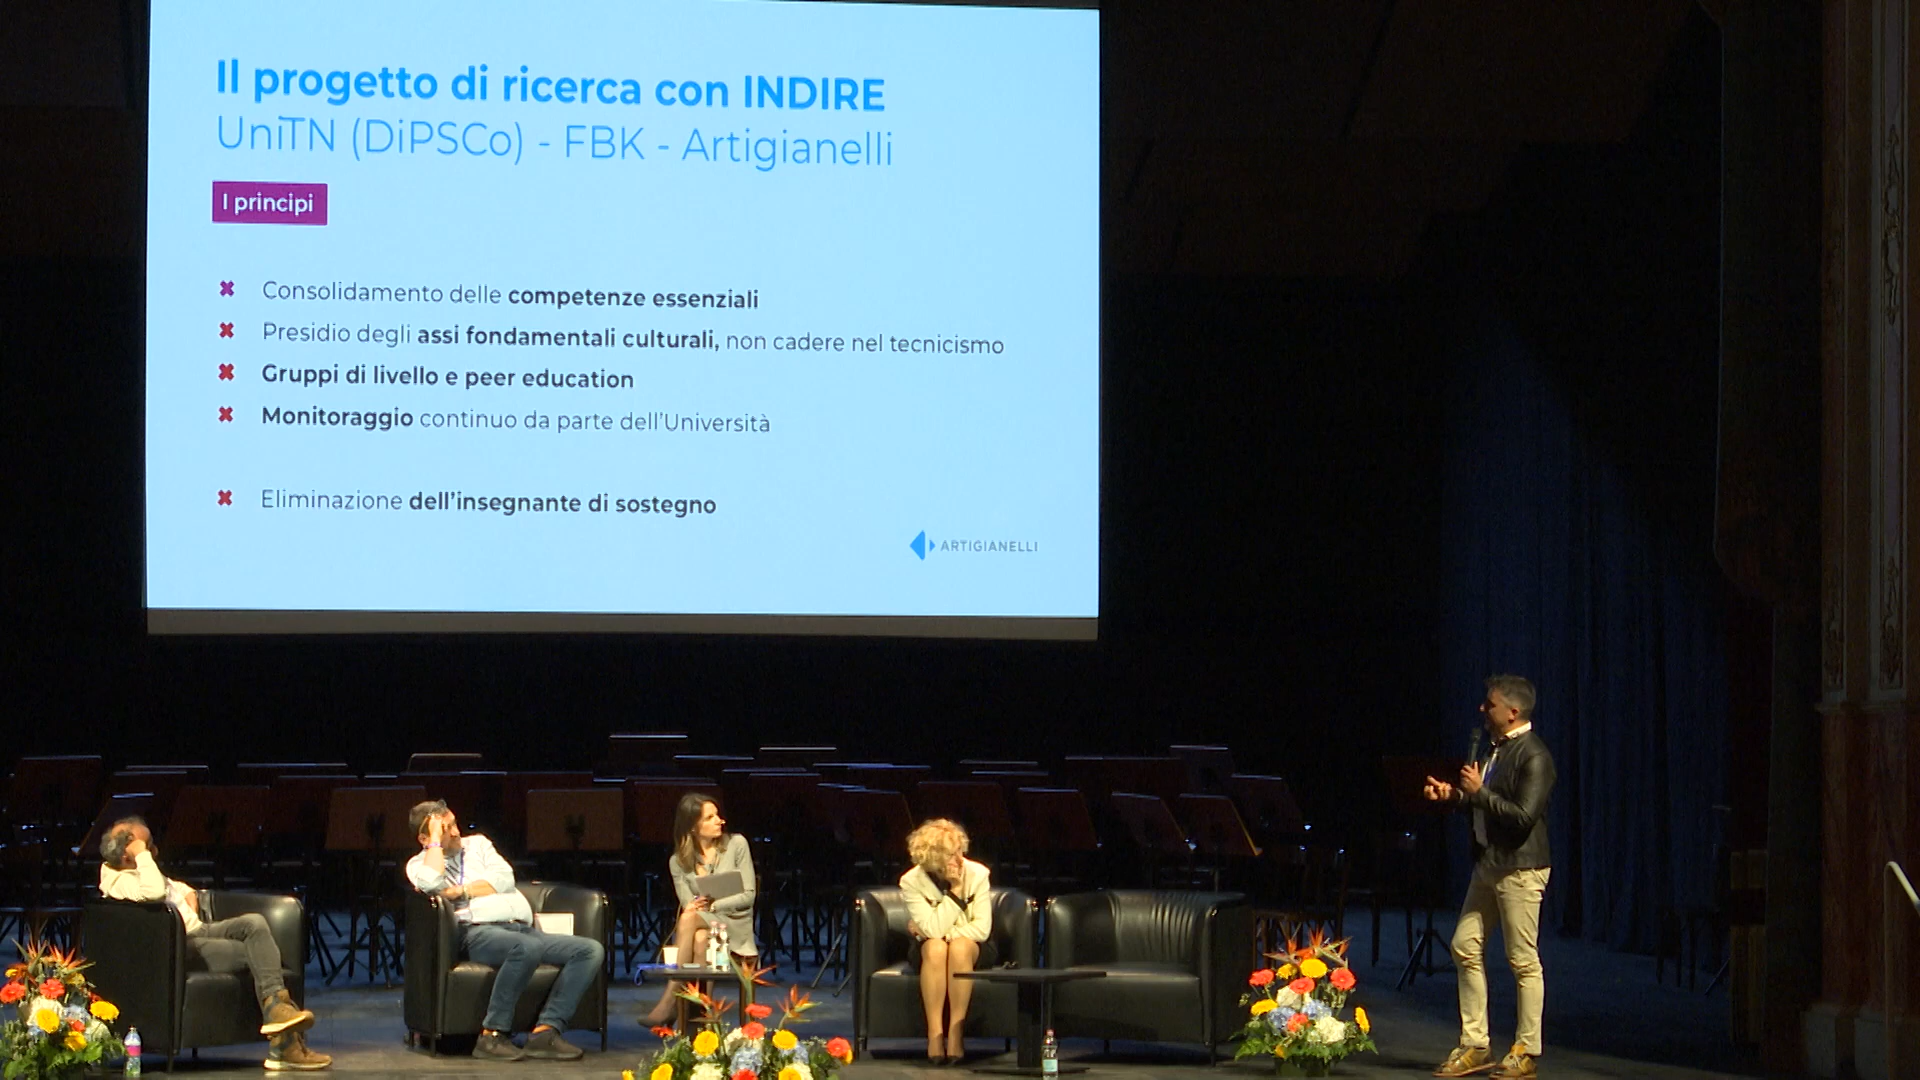 Il progetto di ricerca con INDIRE
UniTN (DiPSCo) - FBK - Artigianelli
I principi
Consolidamento delle competenze essenziali
Presidio degli assi fondamentali culturali, non cadere nel tecnicismo
Gruppi di livello e peer education
Monitoraggio continuo da parte dell'Università
Eliminazione dell'insegnante di sostegno
ARTIGIANELLI